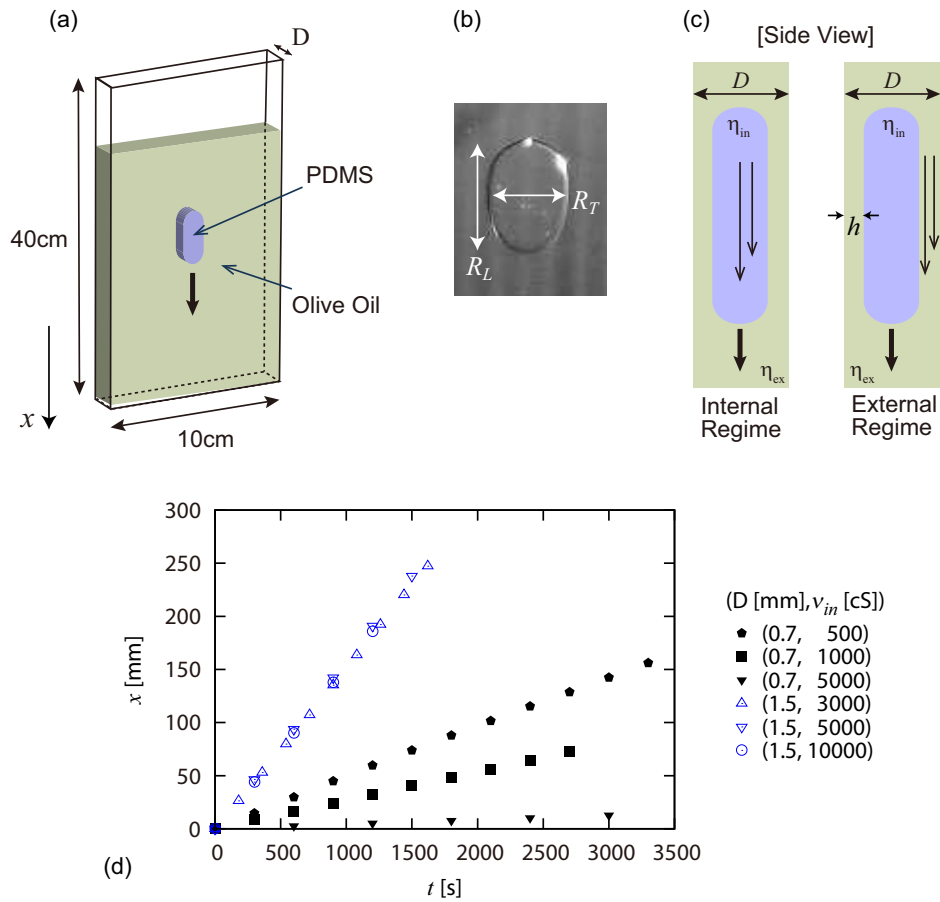 (a)
D
PDMS
40cm
Olive Oil
x
10cm
(b)
R_T
R_L
(c)
[Side View]
D
D
η_in
η_in
h
η_ex
η_ex
Internal
Regime
External
Regime
300
250
200
150
100
50
0
x [mm]
0 500 1000 1500 2000 2500 3000 3500
t [s]
(D [mm], ν_in [cS])
(0.7, 500)
(0.7, 1000)
(0.7, 5000)
(1.5, 3000)
(1.5, 5000)
(1.5, 10000)
(d)